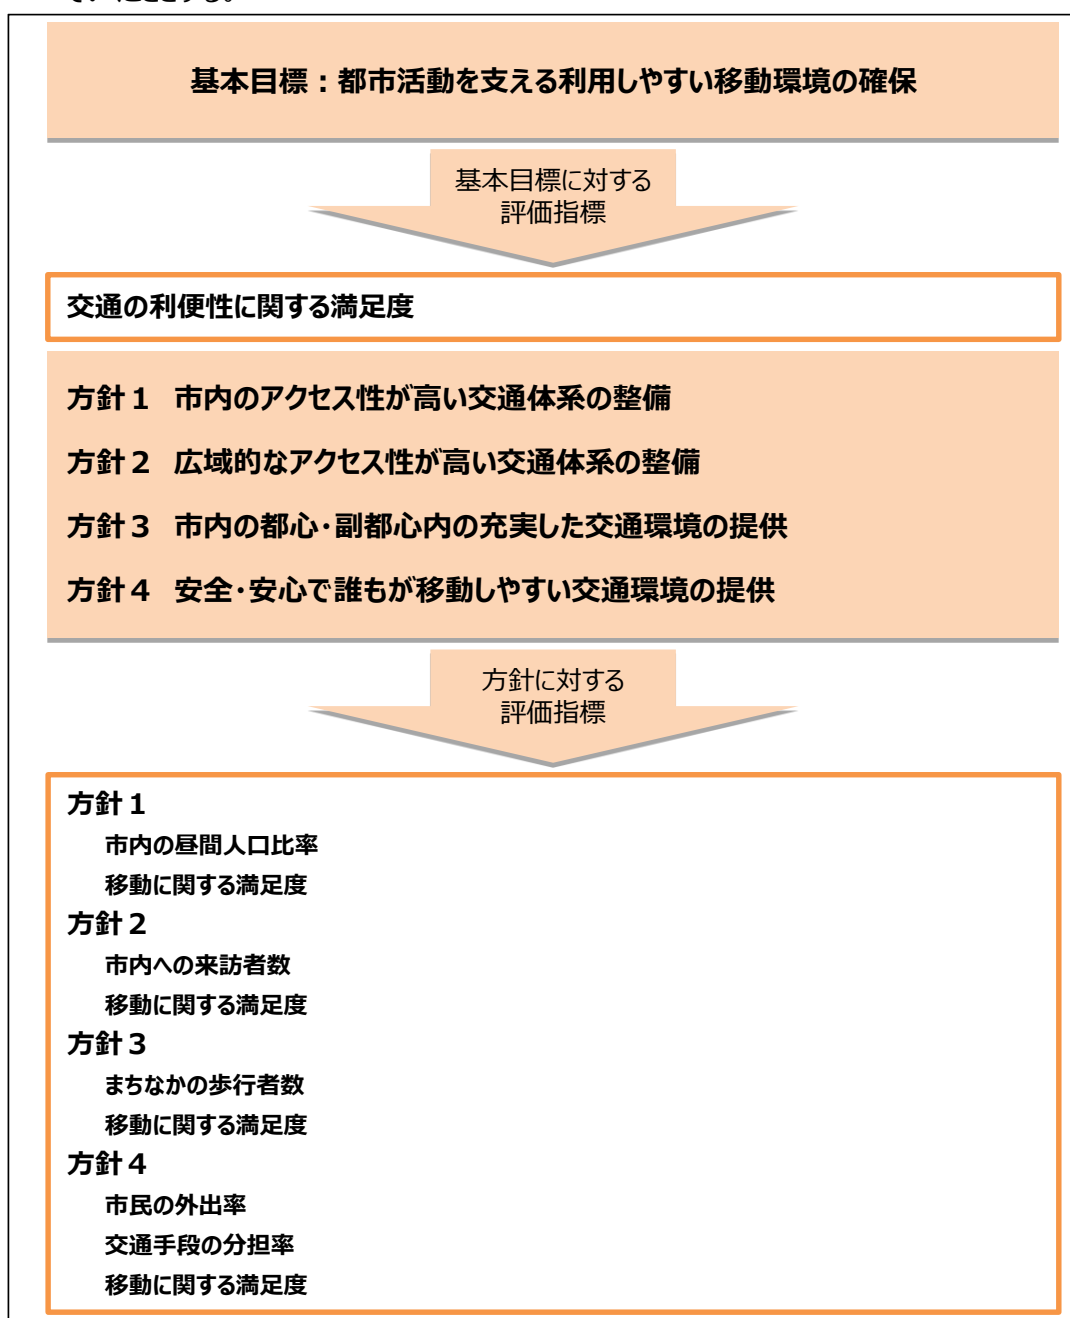 基本目標：都市活動を支える利用しやすい移動環境の確保
基本目標に対する
評価指標
交通の利便性に関する満足度
方針１　市内のアクセス性が高い交通体系の整備
方針２　広域的なアクセス性が高い交通体系の整備
方針３　市内の都心・副都心内の充実した交通環境の提供
方針４　安全・安心で誰もが移動しやすい交通環境の提供
方針に対する
評価指標
方針１
市内の昼間人口比率
移動に関する満足度
方針２
市内への来訪者数
移動に関する満足度
方針３
まちなかの歩行者数
移動に関する満足度
方針４
市民の外出率
交通手段の分担率
移動に関する満足度